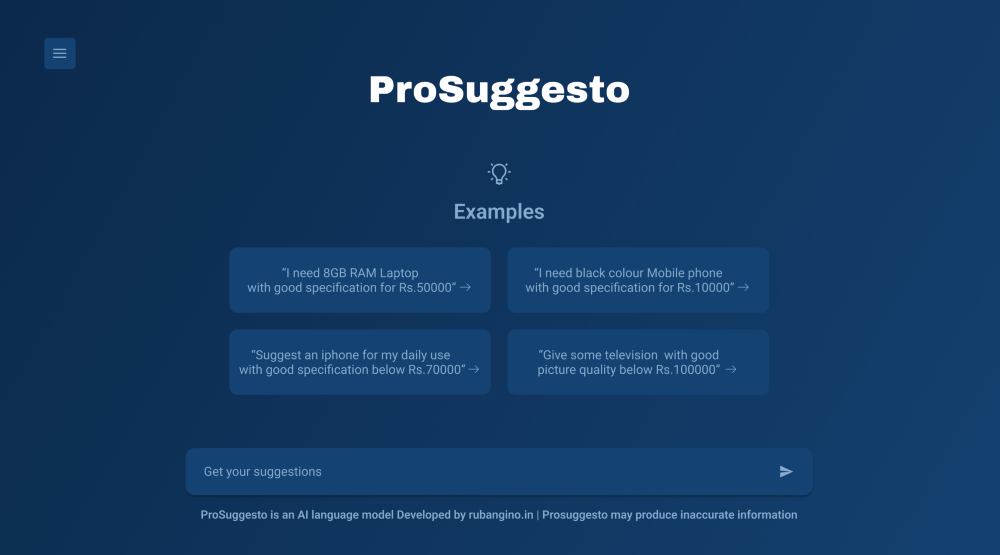 ProSuggesto
Examples
“I need 8GB RAM Laptop
with good specification for Rs.50000” →
“I need black colour Mobile phone
with good specification for Rs.10000” →
“Suggest an iphone for my daily use
with good specification below Rs.70000” →
“Give some television  with good
picture quality below Rs.100000” →
Get your suggestions
ProSuggesto is an AI language model Developed by rubangino.in | Prosuggesto may produce inaccurate information